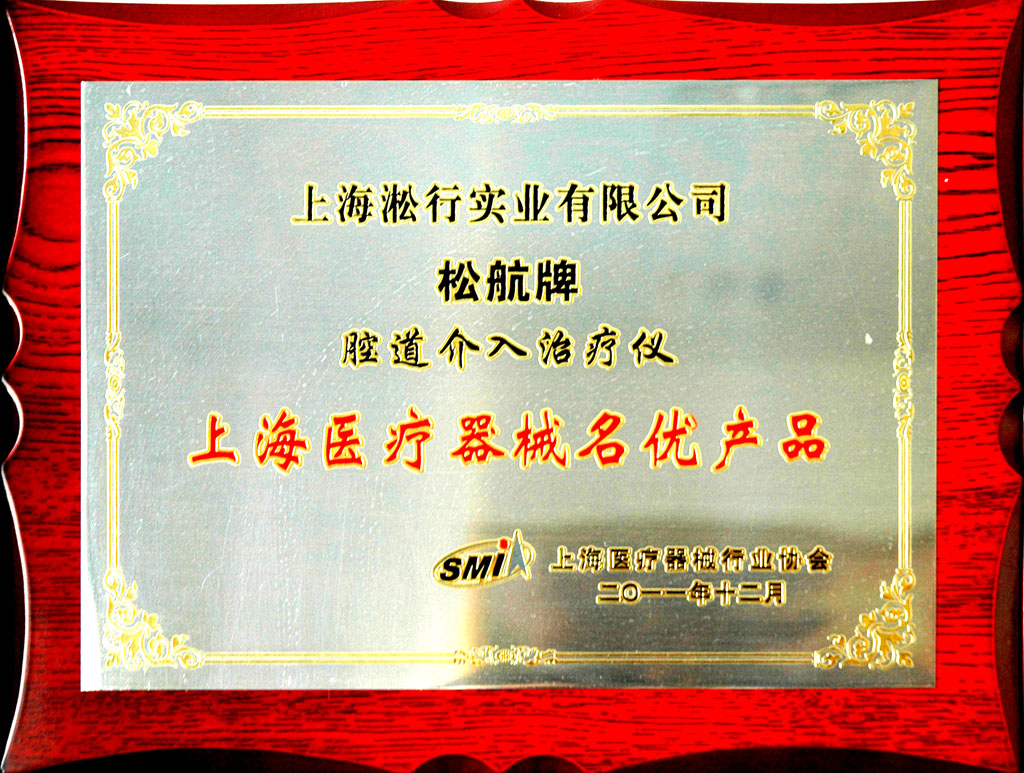 上海淞行实业有限公司
松航牌
腔道介入治疗仪
上海医疗器械名优产品
SMIA 上海医疗器械行业协会
二〇一一年十二月